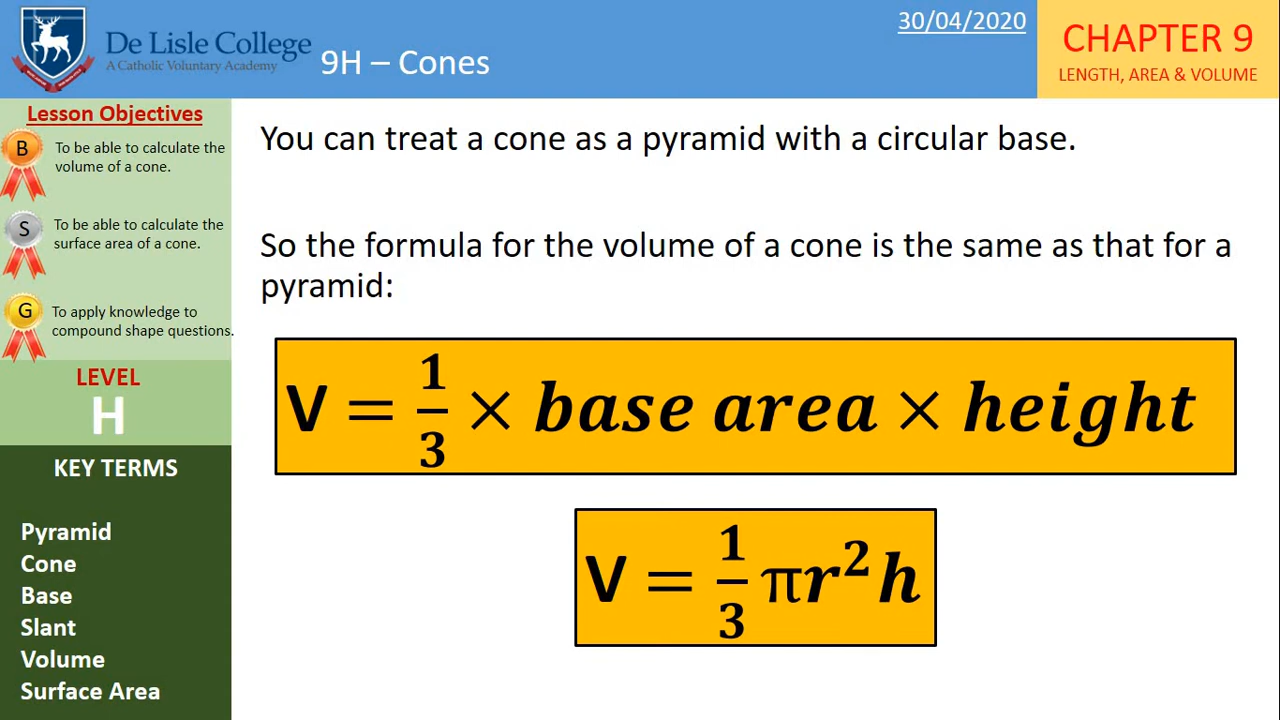 De Lisle College
A Catholic Voluntary Academy
9H – Cones
30/04/2020
CHAPTER 9
LENGTH, AREA & VOLUME
Lesson Objectives
B
To be able to calculate the
volume of a cone.
S
To be able to calculate the
surface area of a cone.
G
To apply knowledge to
compound shape questions.
LEVEL
H
KEY TERMS
Pyramid
Cone
Base
Slant
Volume
Surface Area
You can treat a cone as a pyramid with a circular base.
So the formula for the volume of a cone is the same as that for a
pyramid:
V = 1/3 × base area × height
V = 1/3 πr²h